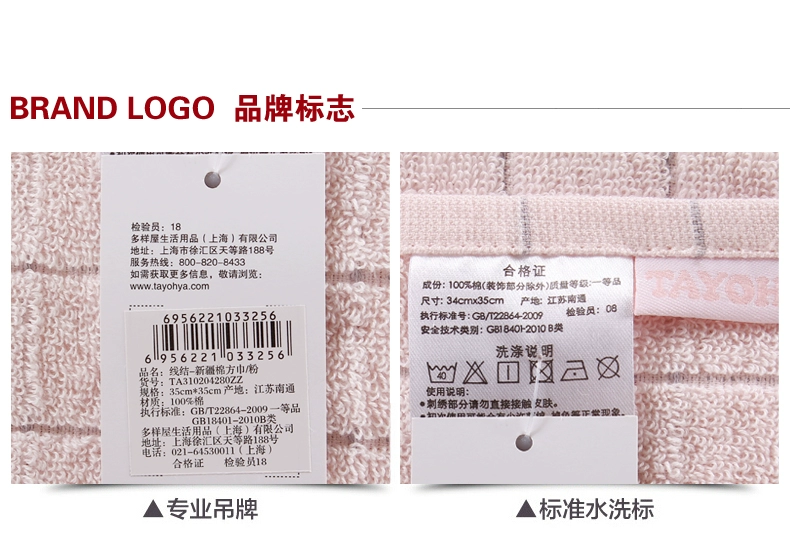 BRAND LOGO 品牌标志
检验员：18
多样屋生活用品（上海）有限公司
地址：上海市徐汇区天等路188号
服务热线：800-820-8433
如需获取更多信息，敬请浏览：
www.tayohya.com
6956221033256
6 956221 033256
品名：线结-新疆棉方巾/粉
货号：TA310204280ZZ
规格：35cm*35cm 产地：江苏南通
材质：100%棉
执行标准：GB/T22864-2009 一等品
GB18401-2010B类
多样屋生活用品（上海）有限公司
地址：上海徐汇区天等路188号
电话：021-64530011（上海）
合格证 检验员18
▲专业吊牌
合格证
成份：100%棉(装饰部分除外)质量等级:一等品
尺寸：34cmx35cm 产地：江苏南通
执行标准号：GB/T22864-2009 检验员：08
安全技术类别：GB18401-2010 B类
洗涤说明
40
使用说明：
●刺绣部分请勿直接接触皮肤。
TAYOH
▲标准水洗标